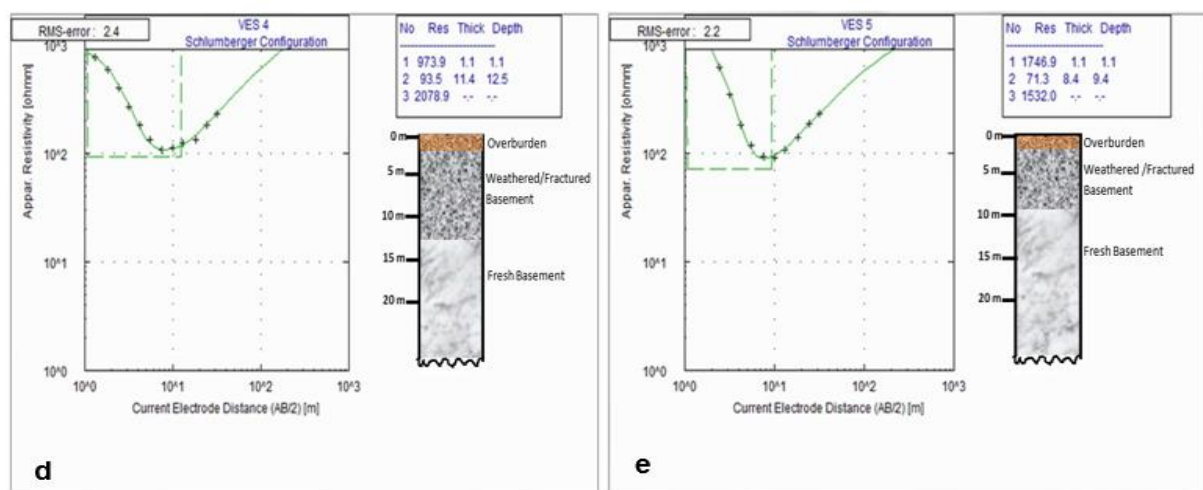 RMS-error : 2.4
VES 4
Schlumberger Configuration
10^3
10^2
10^1
10^0
Appar. Resistivity [ohmm]
10^0 10^1 10^2 10^3
Current Electrode Distance (AB/2) [m]
No Res Thick Depth
1 973.9 1.1 1.1
2 93.5 11.4 12.5
3 2078.9 -.- -.-
0 m
5 m
10 m
15 m
20 m
Overburden
Weathered/Fractured
Basement
Fresh Basement
d
RMS-error : 2.2
VES 5
Schlumberger Configuration
10^3
10^2
10^1
10^0
Appar. Resistivity [ohmm]
10^0 10^1 10^2 10^3
Current Electrode Distance (AB/2) [m]
No Res Thick Depth
1 1746.9 1.1 1.1
2 71.3 8.4 9.4
3 1532.0 -.- -.-
0 m
5 m
10 m
15 m
20 m
Overburden
Weathered /Fractured
Basement
Fresh Basement
e